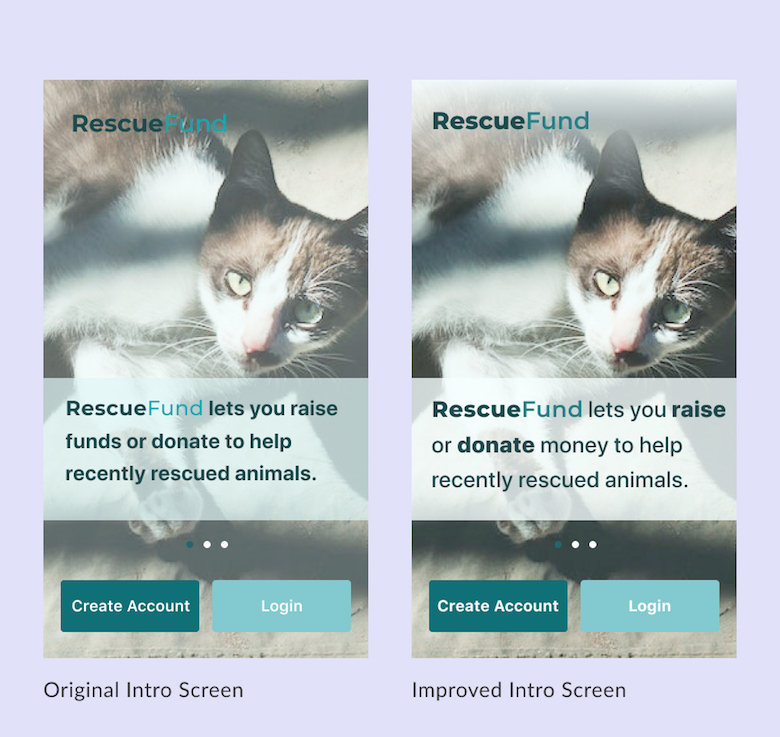 RescueFund
RescueFund lets you raise
funds or donate to help
recently rescued animals.
Create Account
Login
Original Intro Screen
RescueFund
RescueFund lets you raise
or donate money to help
recently rescued animals.
Create Account
Login
Improved Intro Screen